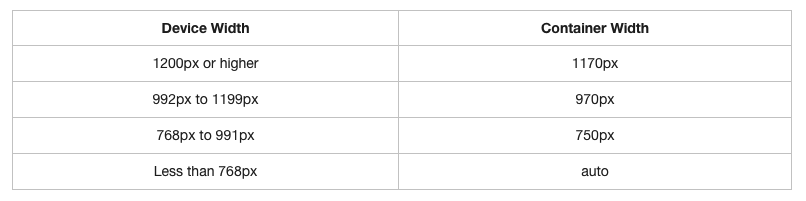 Device Width Container Width
1200px or higher 1170px
992px to 1199px 970px
768px to 991px 750px
Less than 768px auto